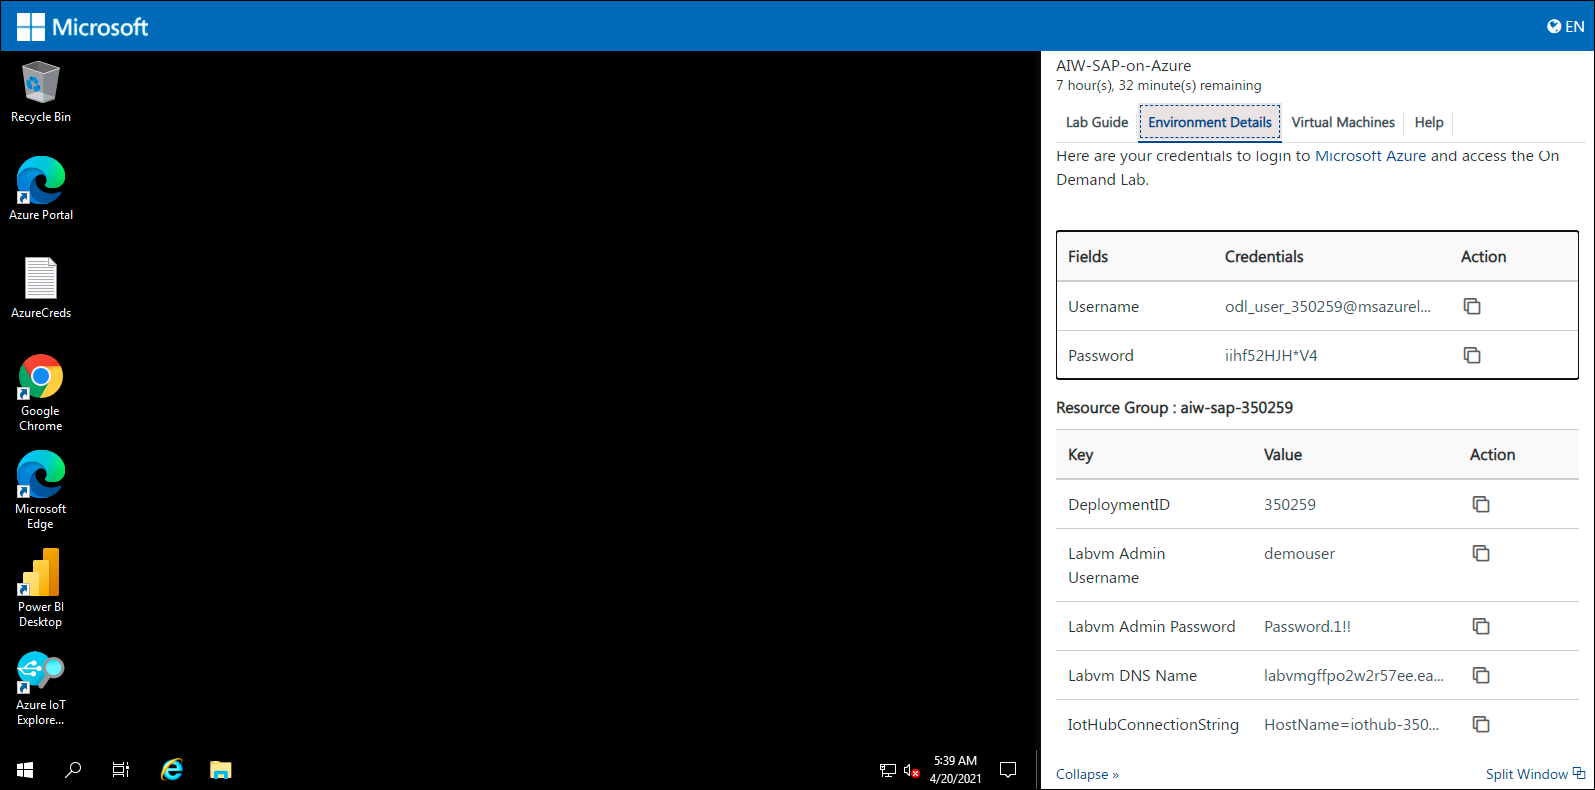 Microsoft
EN
Recycle Bin
Azure Portal
AzureCreds
Google
Chrome
Microsoft
Edge
Power BI
Desktop
Azure IoT
Explore...
5:39 AM
4/20/2021
AIW-SAP-on-Azure
7 hour(s), 32 minute(s) remaining
Lab Guide Environment Details Virtual Machines Help
Here are your credentials to login to Microsoft Azure and access the On
Demand Lab.
Fields Credentials Action
Username odl_user_350259@msazurel...
Password iihf52HJH*V4
Resource Group : aiw-sap-350259
Key Value Action
DeploymentID 350259
Labvm Admin demouser
Username
Labvm Admin Password Password.1!!
Labvm DNS Name labvmgffpo2w2r57ee.ea...
IotHubConnectionString HostName=iothub-350...
Collapse » Split Window